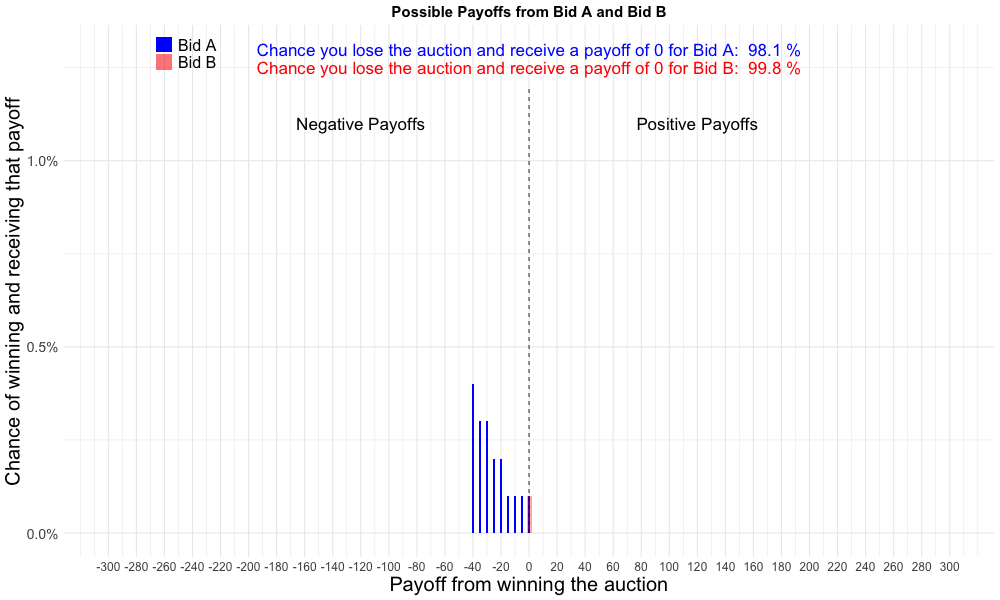 Possible Payoffs from Bid A and Bid B
Bid A
Bid B
Chance you lose the auction and receive a payoff of 0 for Bid A: 98.1 %
Chance you lose the auction and receive a payoff of 0 for Bid B: 99.8 %
Negative Payoffs
Positive Payoffs
Chance of winning and receiving that payoff
1.0%
0.5%
0.0%
-300 -280 -260 -240 -220 -200 -180 -160 -140 -120 -100 -80 -60 -40 -20 0 20 40 60 80 100 120 140 160 180 200 220 240 260 280 300
Payoff from winning the auction